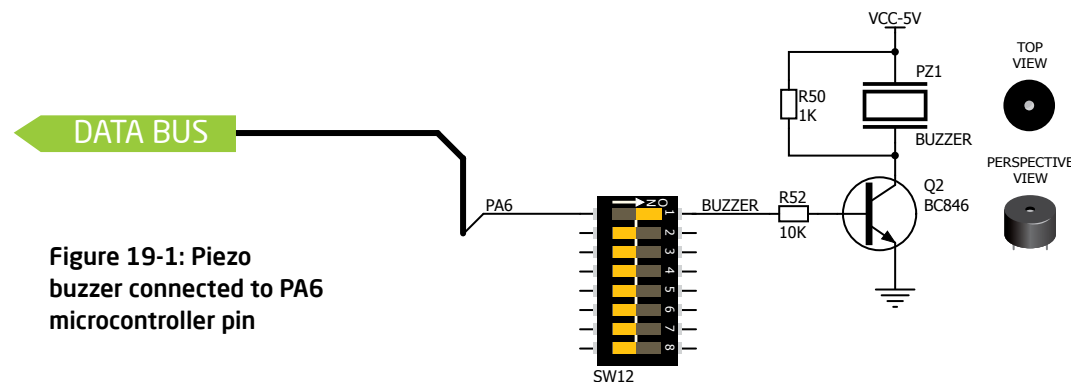 VCC-5V
TOP
VIEW
PZ1
R50
1K
DATA BUS
BUZZER
PERSPECTIVE
VIEW
Q2
BC846
PA6
ON
BUZZER
R52
10K
1
2
3
4
5
6
7
8
Figure 19-1: Piezo
buzzer connected to PA6
microcontroller pin
SW12